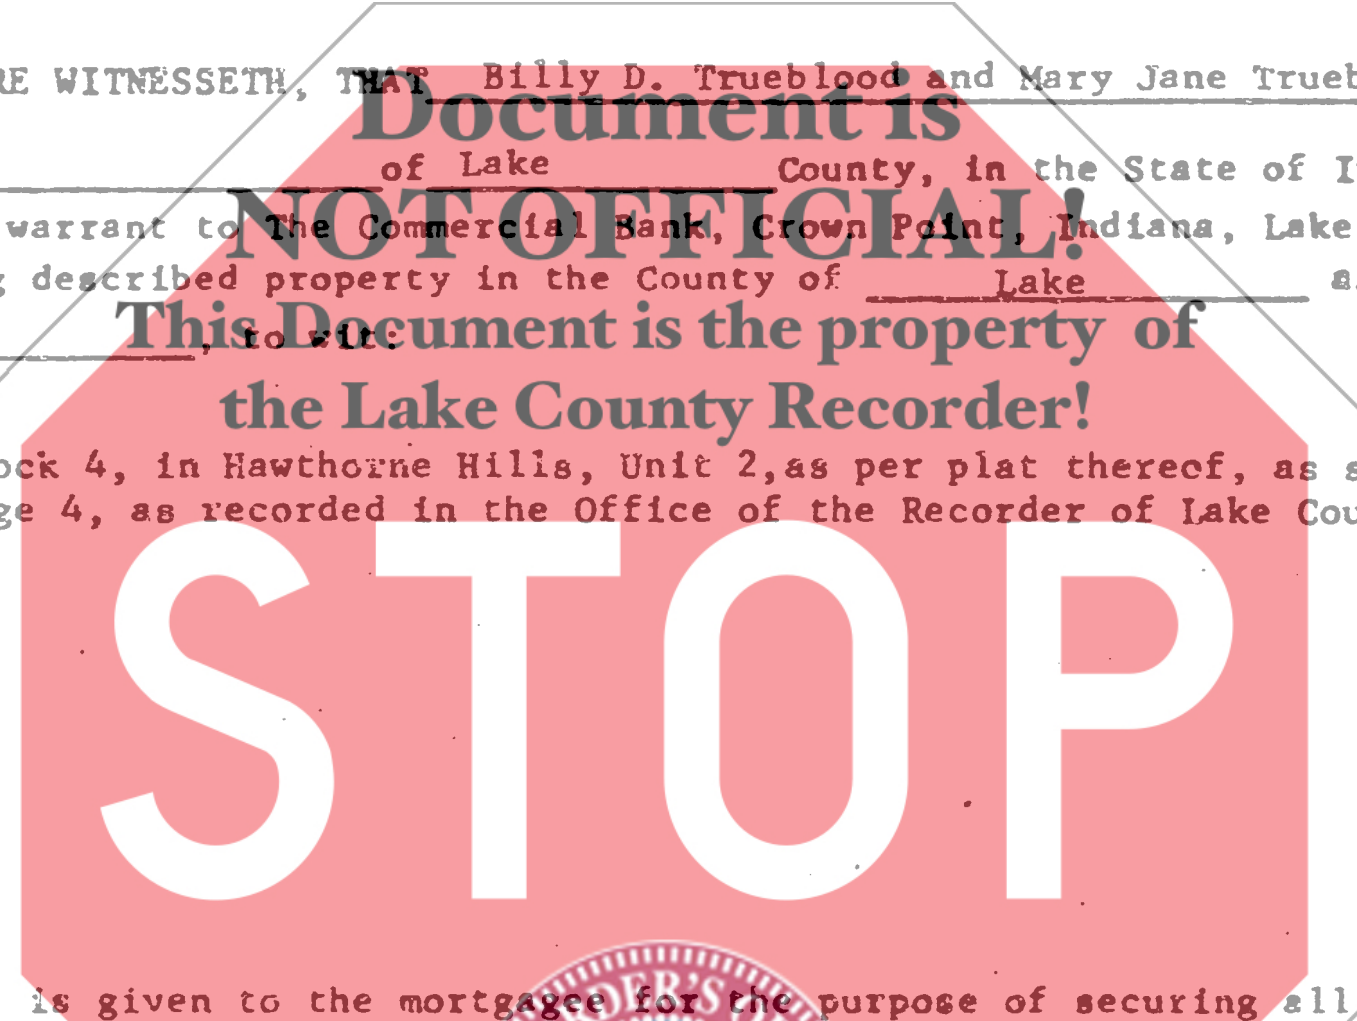 RE WITNESSETH, THAT Billy D. Trueblood and Mary Jane Trueb
Document is
of Lake County, in the State of I
NOT OFFICIAL!
warrant to The Commercial Bank, Crown Point, Indiana, Lake
described property in the County of Lake a
This Document is the property of
, to wit:
the Lake County Recorder!
ock 4, in Hawthorne Hills, Unit 2,as per plat thereof, as s
ge 4, as recorded in the Office of the Recorder of Lake Cou
STOP
RDER'S
is given to the mortgagee for the purpose of securing all